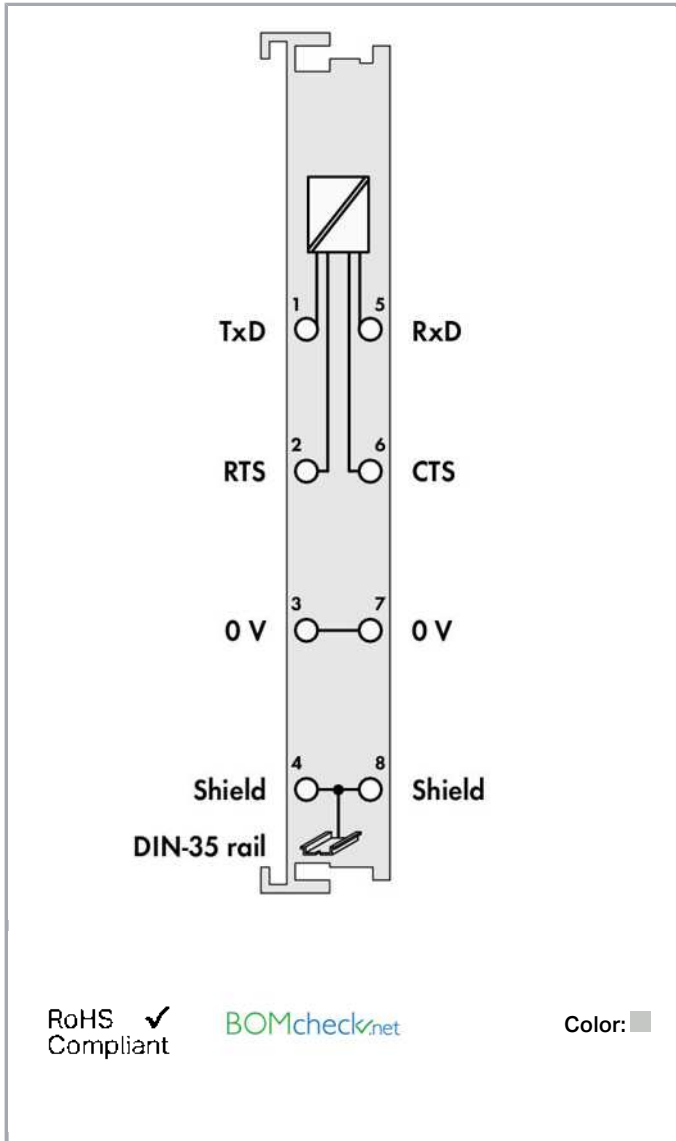 1 5
TxD RxD
2 6
RTS CTS
3 7
0 V 0 V
4 8
Shield Shield
DIN-35 rail
RoHS ✓
Compliant
BOMcheck.net
Color: